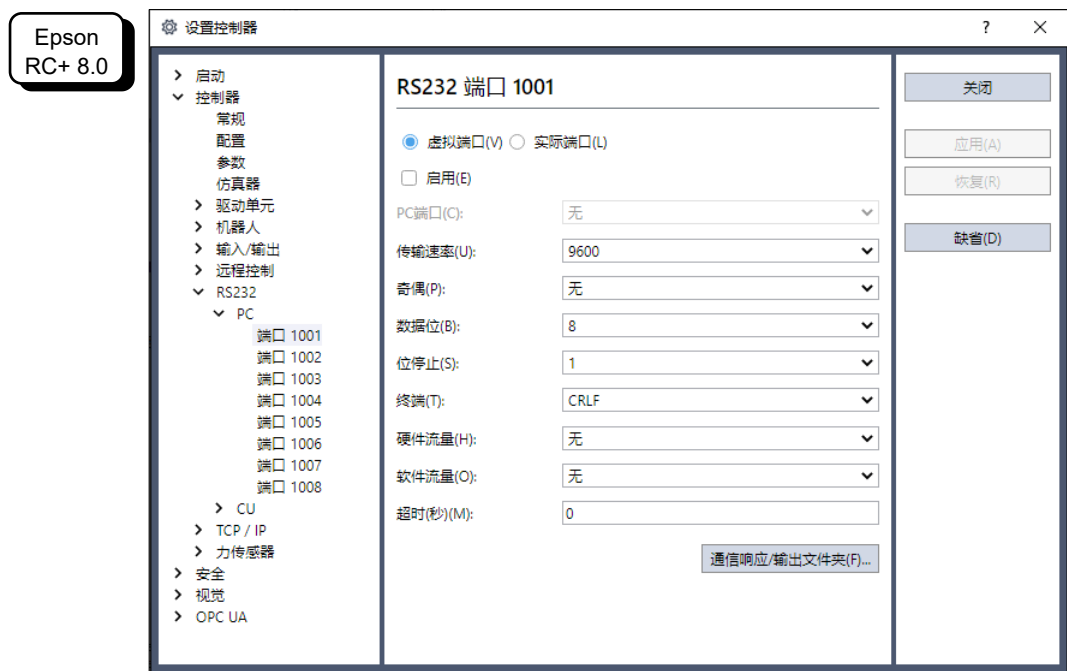 Epson
RC+ 8.0
设置控制器
?
启动
控制器
常规
配置
参数
仿真器
驱动单元
机器人
输入/输出
远程控制
RS232
PC
端口 1001
端口 1002
端口 1003
端口 1004
端口 1005
端口 1006
端口 1007
端口 1008
CU
TCP / IP
力传感器
安全
视觉
OPC UA
RS232 端口 1001
虚拟端口(V) 实际端口(L)
启用(E)
PC端口(C): 无
传输速率(U): 9600
奇偶(P): 无
数据位(B): 8
位停止(S): 1
终端(T): CRLF
硬件流量(H): 无
软件流量(O): 无
超时(秒)(M): 0
通信响应/输出文件夹(F)...
关闭
应用(A)
恢复(R)
缺省(D)